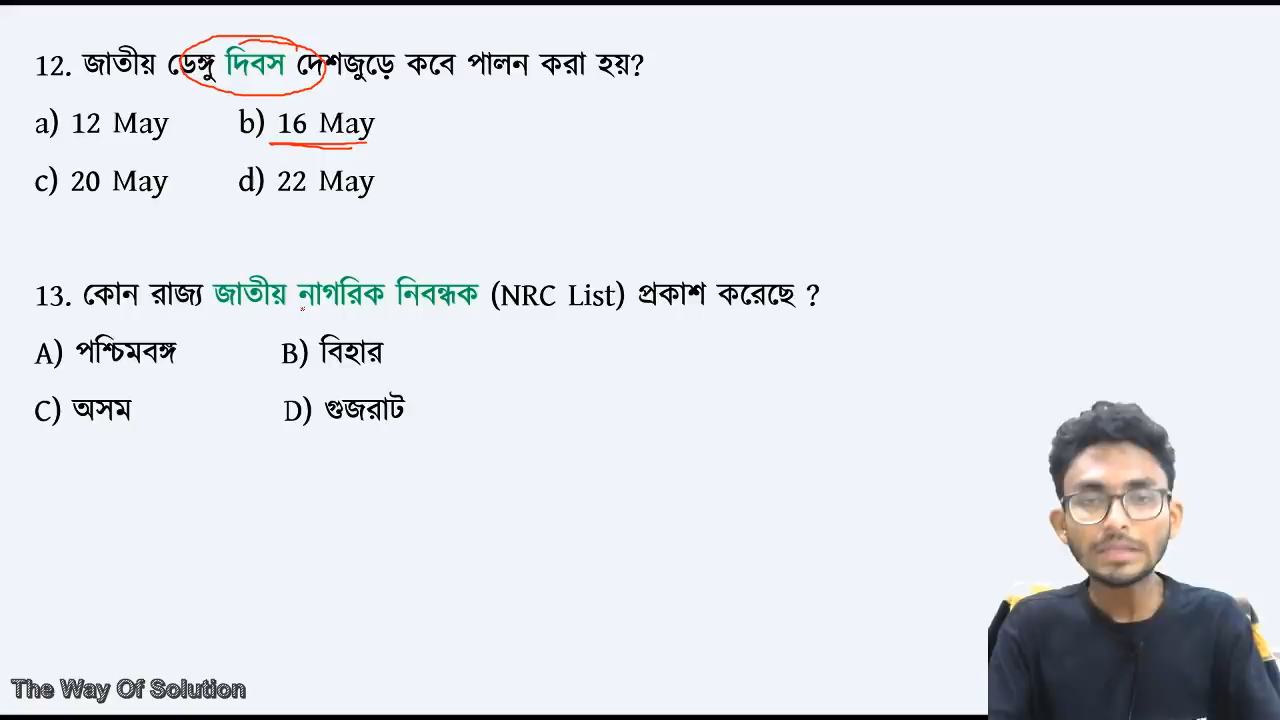 12. জাতীয় ডেঙ্গু দিবস দেশজুড়ে কবে পালন করা হয়?
a) 12 May b) 16 May
c) 20 May d) 22 May
13. কোন রাজ্য জাতীয় নাগরিক নিবন্ধক (NRC List) প্রকাশ করেছে ?
A) পশ্চিমবঙ্গ B) বিহার
C) অসম D) গুজরাট
The Way Of Solution